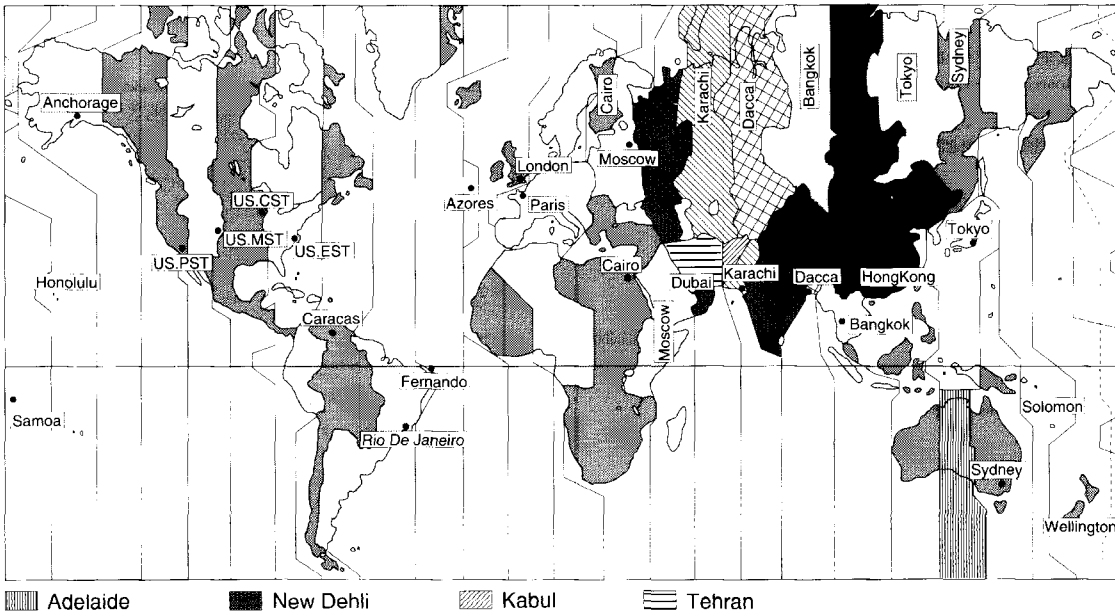 Cairo
Karachi
Dacca
Bangkok
Tokyo
Sydney
Anchorage
Moscow
London
Azores
Paris
US.CST
US.MST
US.EST
US.PST
Tokyo
Honolulu
Cairo
Dubai
Karachi
Dacca
HongKong
Caracas
Moscow
Bangkok
Fernando
Samoa
Solomon
Rio De Janeiro
Sydney
Wellington
Adelaide
New Dehli
Kabul
Tehran